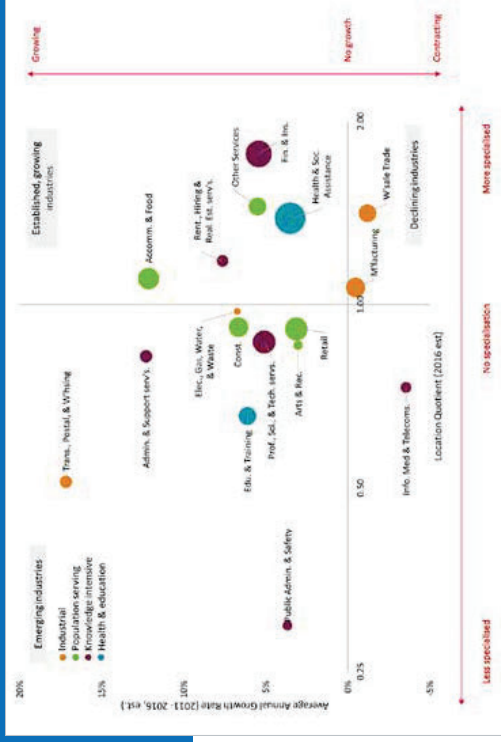 Growing
No growth
Contracting
Emerging industries
Established, growing
industries
Industrial
Population serving
Knowledge intensive
Health & education
Trans., Postal, & W'hsing
Accomm. & Food
Admin. & Support serv's.
Rent., Hiring &
Real. Est. serv's.
Other Services
Elec., Gas, Water,
& Waste
Const.
Fin. & Ins.
Edu. & Training
Prof., Sci. & Tech. servs.
Health & Soc.
Assistance
Public Admin. & Safety
Arts & Rec.
Retail
M'facturing
W'sale Trade
Info. Med & Telecoms.
Declining industries
20%
15%
10%
5%
0%
-5%
Average Annual Growth Rate (2011-2016, est.)
0.25
0.50
1.00
2.00
Location Quotient (2016 est)
Less specialised
No specialisation
More specialised